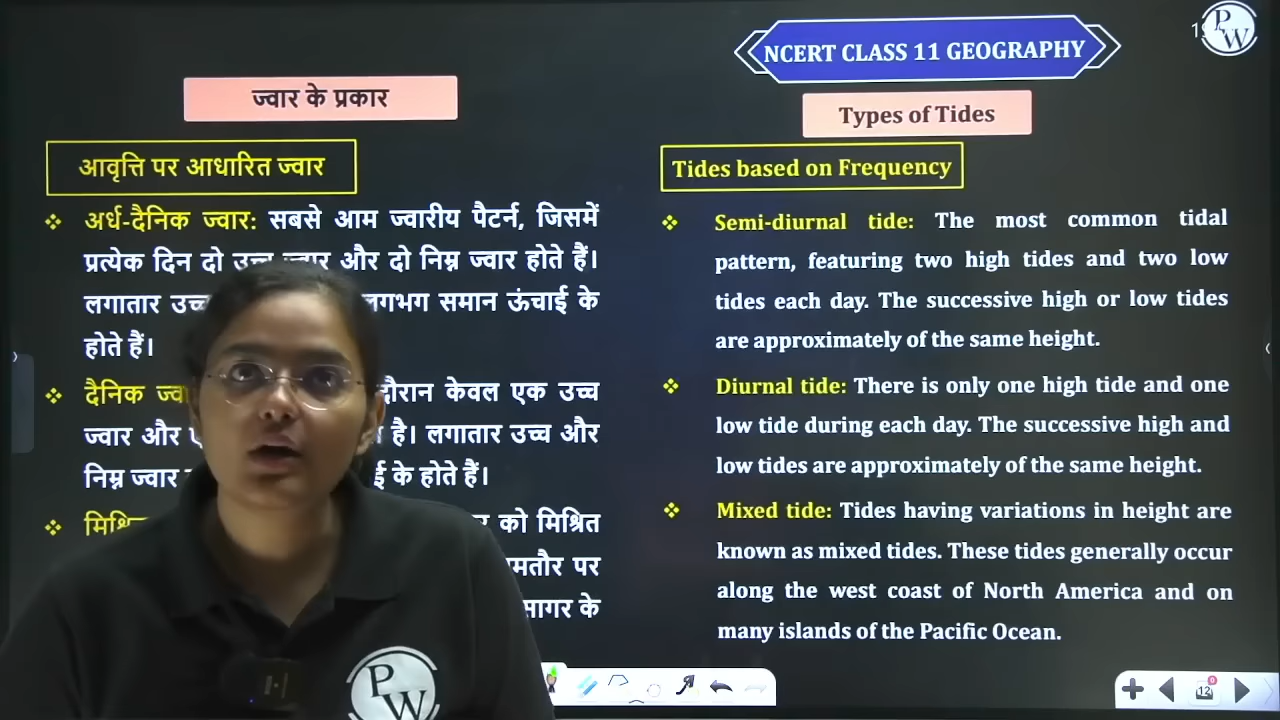 NCERT CLASS 11 GEOGRAPHY
PW
ज्वार के प्रकार
आवृत्ति पर आधारित ज्वार
❖ अर्ध-दैनिक ज्वार: सबसे आम ज्वारीय पैटर्न, जिसमें
प्रत्येक दिन दो उच्च ज्वार और दो निम्न ज्वार होते हैं।
लगातार लगभग समान ऊंचाई के
होते हैं।
❖ दैनिक दौरान केवल एक उच्च
ज्वार और है। लगातार उच्च और
निम्न ज्वार के होते हैं।
❖ को मिश्रित
पर
सागर के
Types of Tides
Tides based on Frequency
❖ Semi-diurnal tide: The most common tidal
pattern, featuring two high tides and two low
tides each day. The successive high or low tides
are approximately of the same height.
❖ Diurnal tide: There is only one high tide and one
low tide during each day. The successive high and
low tides are approximately of the same height.
❖ Mixed tide: Tides having variations in height are
known as mixed tides. These tides generally occur
along the west coast of North America and on
many islands of the Pacific Ocean.
PW
12